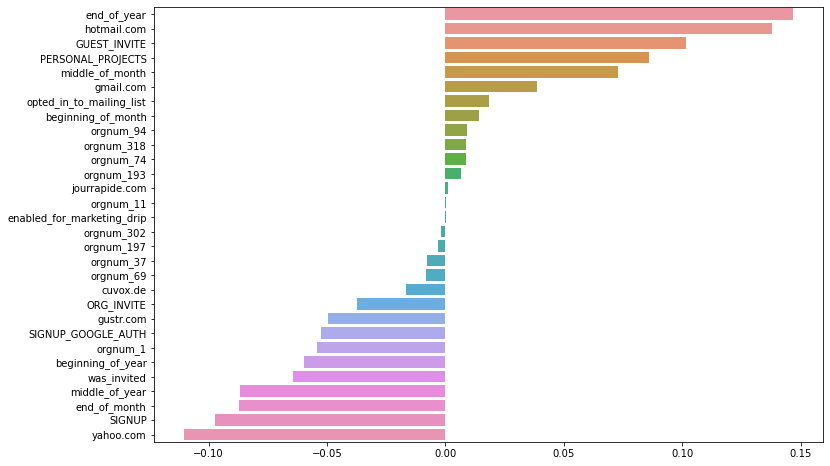 end_of_year
hotmail.com
GUEST_INVITE
PERSONAL_PROJECTS
middle_of_month
gmail.com
opted_in_to_mailing_list
beginning_of_month
orgnum_94
orgnum_318
orgnum_74
orgnum_193
jourrapide.com
orgnum_11
enabled_for_marketing_drip
orgnum_302
orgnum_197
orgnum_37
orgnum_69
cuvox.de
ORG_INVITE
gustr.com
SIGNUP_GOOGLE_AUTH
orgnum_1
beginning_of_year
was_invited
middle_of_year
end_of_month
SIGNUP
yahoo.com
−0.10 −0.05 0.00 0.05 0.10 0.15